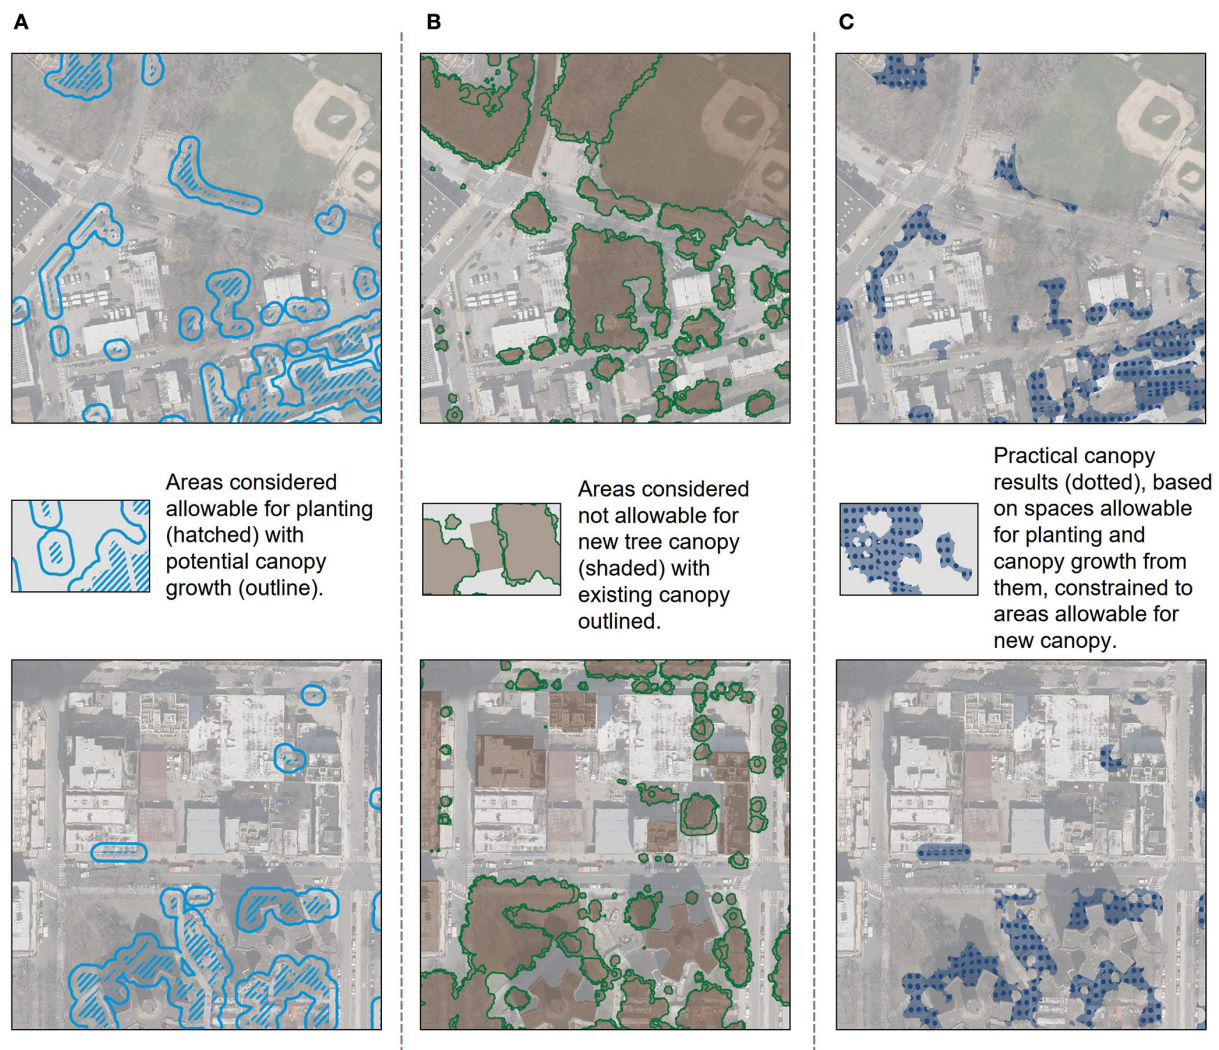 A
B
C
Areas considered
allowable for planting
(hatched) with
potential canopy
growth (outline).
Areas considered
not allowable for
new tree canopy
(shaded) with
existing canopy
outlined.
Practical canopy
results (dotted), based
on spaces allowable
for planting and
canopy growth from
them, constrained to
areas allowable for
new canopy.